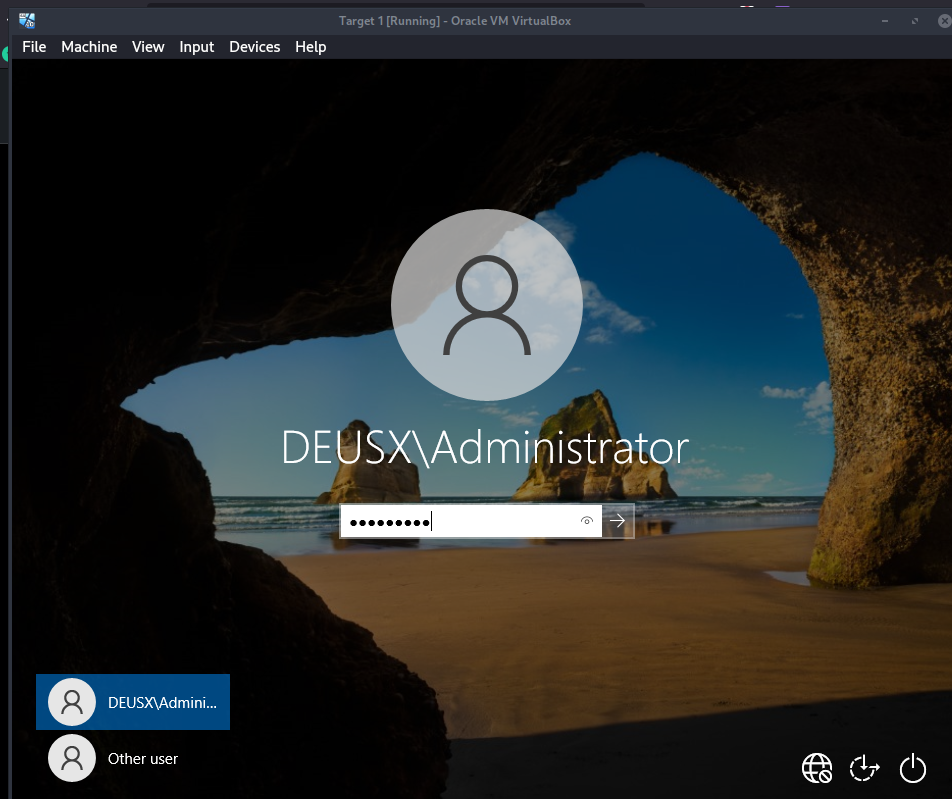 Target 1 [Running] - Oracle VM VirtualBox
File Machine View Input Devices Help
DEUSX\Administrator
DEUSX\Admini...
Other user